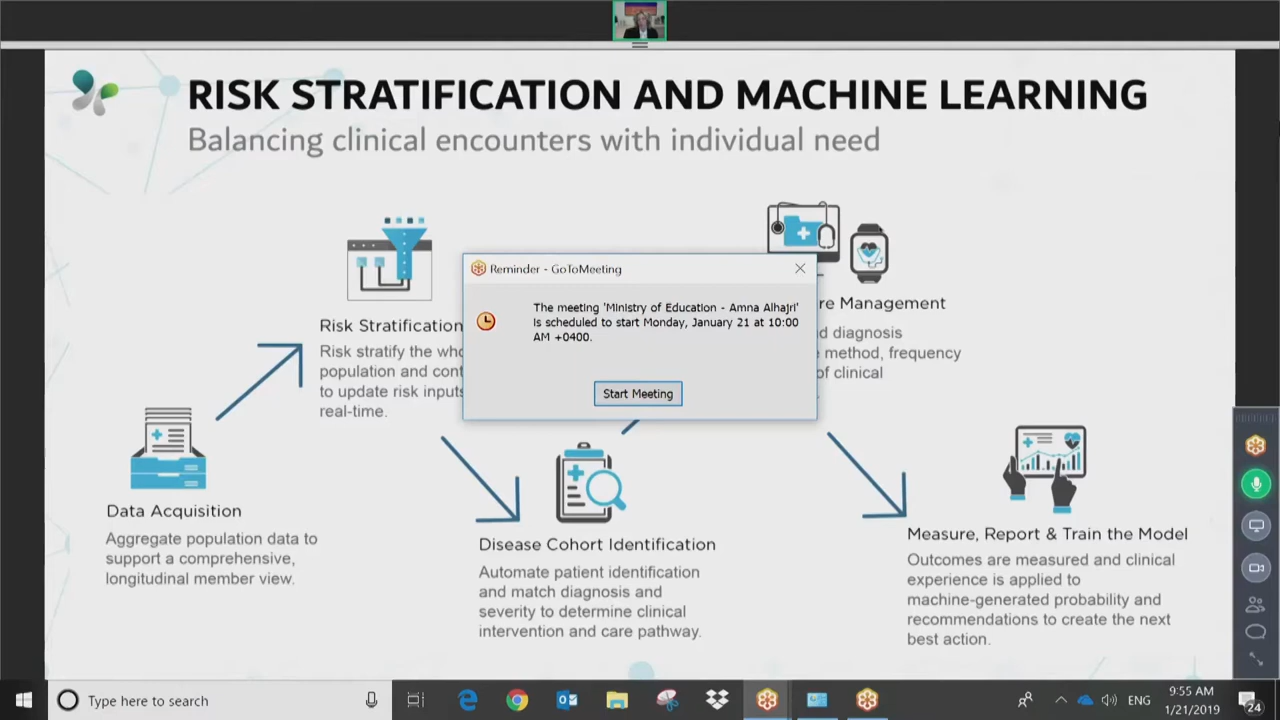 RISK STRATIFICATION AND MACHINE LEARNING
Balancing clinical encounters with individual need
Reminder - GoToMeeting
The meeting 'Ministry of Education - Amna Alhajri'
is scheduled to start Monday, January 21 at 10:00
AM +0400.
Start Meeting
Risk Stratification
Risk stratify the
population and
to update risk inputs
real-time.
Management
diagnosis
method, frequency
of clinical
Data Acquisition
Aggregate population data to
support a comprehensive,
longitudinal member view.
Disease Cohort Identification
Automate patient identification
and match diagnosis and
severity to determine clinical
intervention and care pathway.
Measure, Report & Train the Model
Outcomes are measured and clinical
experience is applied to
machine-generated probability and
recommendations to create the next
best action.
Type here to search
ENG
9:55 AM
1/21/2019
24